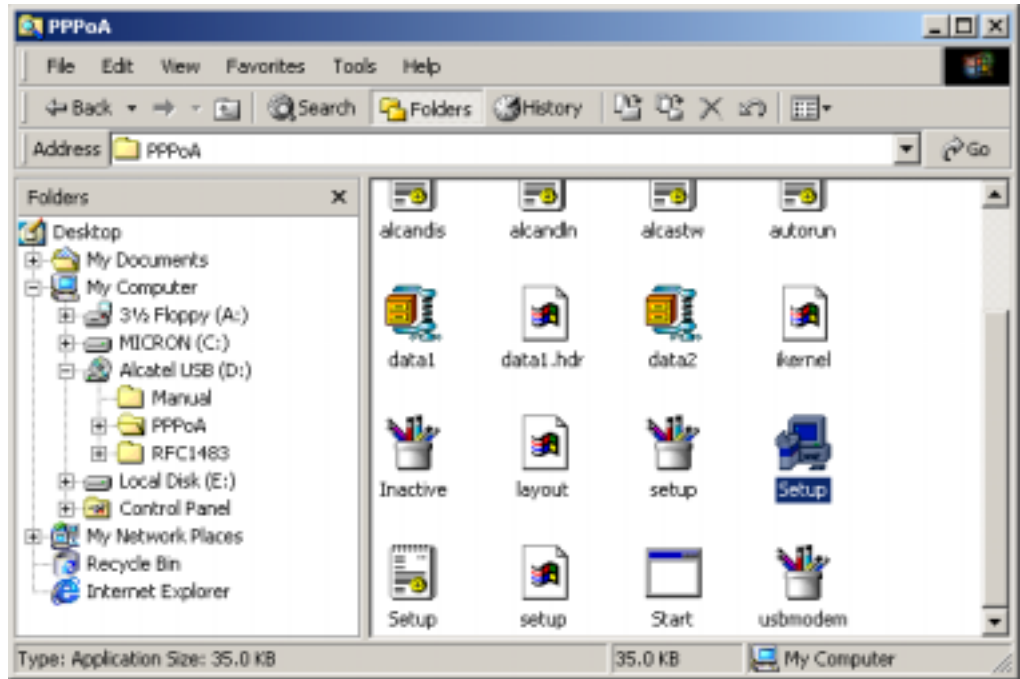 PPPoA
File Edit View Favorites Tools Help
Back Search Folders History
Address PPPoA Go
Folders
Desktop
My Documents
My Computer
3½ Floppy (A:)
MICRON (C:)
Alcatel USB (D:)
Manual
PPPoA
RFC1483
Local Disk (E:)
Control Panel
My Network Places
Recycle Bin
Internet Explorer
alcandis alcandln alcastw autorun
data1 data1.hdr data2 ikernel
Inactive layout setup Setup
Setup setup Start usbmodem
Type: Application Size: 35.0 KB 35.0 KB My Computer